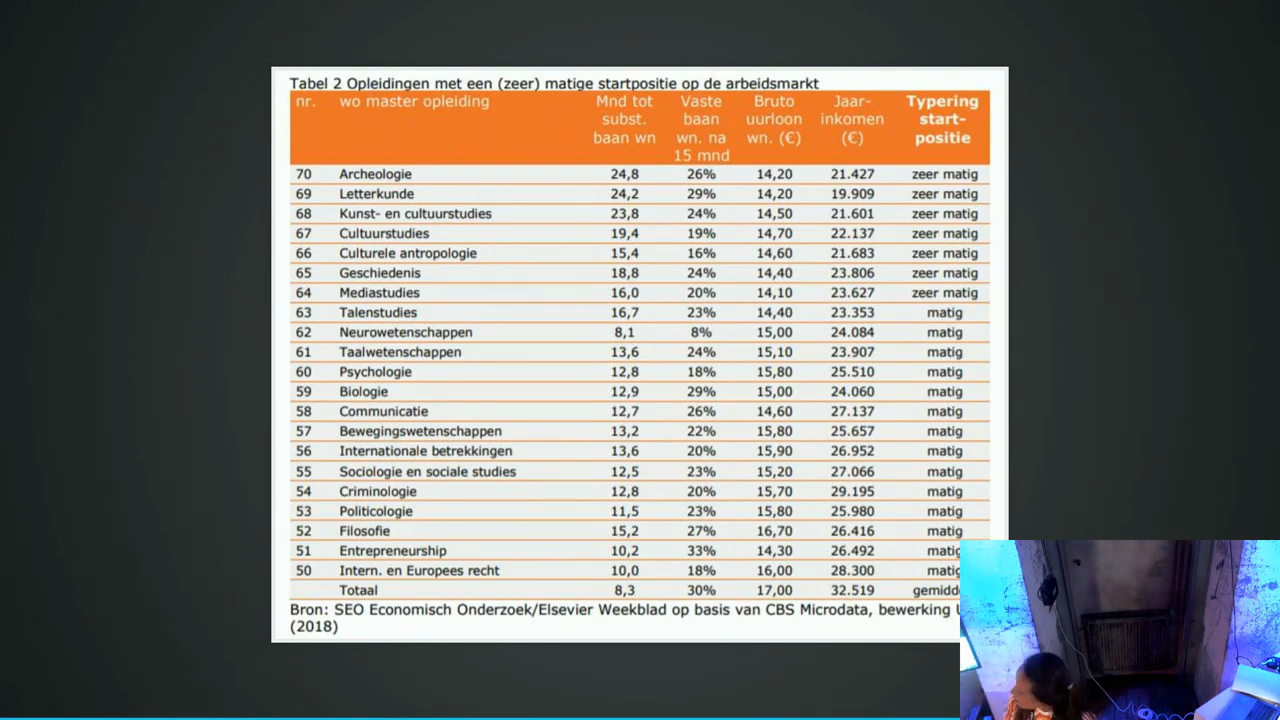 Tabel 2 Opleidingen met een (zeer) matige startpositie op de arbeidsmarkt
nr. wo master opleiding Mnd tot subst. baan wn Vaste baan wn. na 15 mnd Bruto uurloon wn. (€) Jaar-inkomen (€) Typering start-positie
70 Archeologie 24,8 26% 14,20 21.427 zeer matig
69 Letterkunde 24,2 29% 14,20 19.909 zeer matig
68 Kunst- en cultuurstudies 23,8 24% 14,50 21.601 zeer matig
67 Cultuurstudies 19,4 19% 14,70 22.137 zeer matig
66 Culturele antropologie 15,4 16% 14,60 21.683 zeer matig
65 Geschiedenis 18,8 24% 14,40 23.806 zeer matig
64 Mediastudies 16,0 20% 14,10 23.627 zeer matig
63 Talenstudies 16,7 23% 14,40 23.353 matig
62 Neurowetenschappen 8,1 8% 15,00 24.084 matig
61 Taalwetenschappen 13,6 24% 15,10 23.907 matig
60 Psychologie 12,8 18% 15,80 25.510 matig
59 Biologie 12,9 29% 15,00 24.060 matig
58 Communicatie 12,7 26% 14,60 27.137 matig
57 Bewegingswetenschappen 13,2 22% 15,80 25.657 matig
56 Internationale betrekkingen 13,6 20% 15,90 26.952 matig
55 Sociologie en sociale studies 12,5 23% 15,20 27.066 matig
54 Criminologie 12,8 20% 15,70 29.195 matig
53 Politicologie 11,5 23% 15,80 25.980 matig
52 Filosofie 15,2 27% 16,70 26.416 matig
51 Entrepreneurship 10,2 33% 14,30 26.492
50 Intern. en Europees recht 10,0 18% 16,00 28.300
Totaal 8,3 30% 17,00 32.519
Bron: SEO Economisch Onderzoek/Elsevier Weekblad op basis van CBS Microdata, bewerking
(2018)